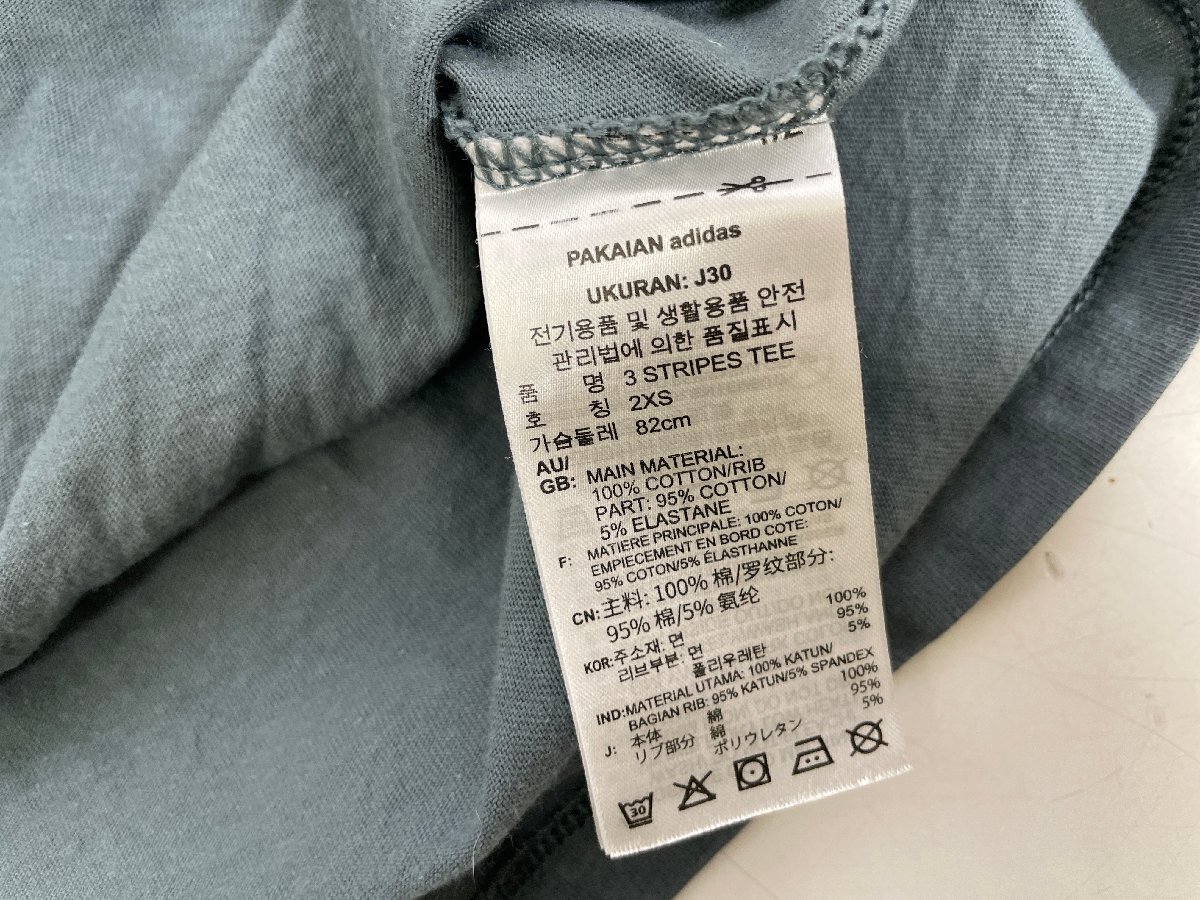 PAKAIAN adidas
UKURAN: J30
전기용품 및 생활용품 안전
관리법에 의한 품질표시
품 명 3 STRIPES TEE
호 칭 2XS
가슴둘레 82cm
AU/
GB: MAIN MATERIAL:
100% COTTON/RIB
PART: 95% COTTON/
5% ELASTANE
F: MATIÈRE PRINCIPALE: 100% COTON/
EMPIECEMENT EN BORD COTE:
95% COTON/5% ÉLASTHANNE
CN: 主料: 100% 棉/罗纹部分:
95% 棉/5% 氨纶
KOR: 주소재: 면 100%
리브부분: 면 95%
폴리우레탄 5%
IND: MATERIAL UTAMA: 100% KATUN/
BAGIAN RIB: 95% KATUN/5% SPANDEX
J: 本体 綿 100%
リブ部分 綿 95%
ポリウレタン 5%
30